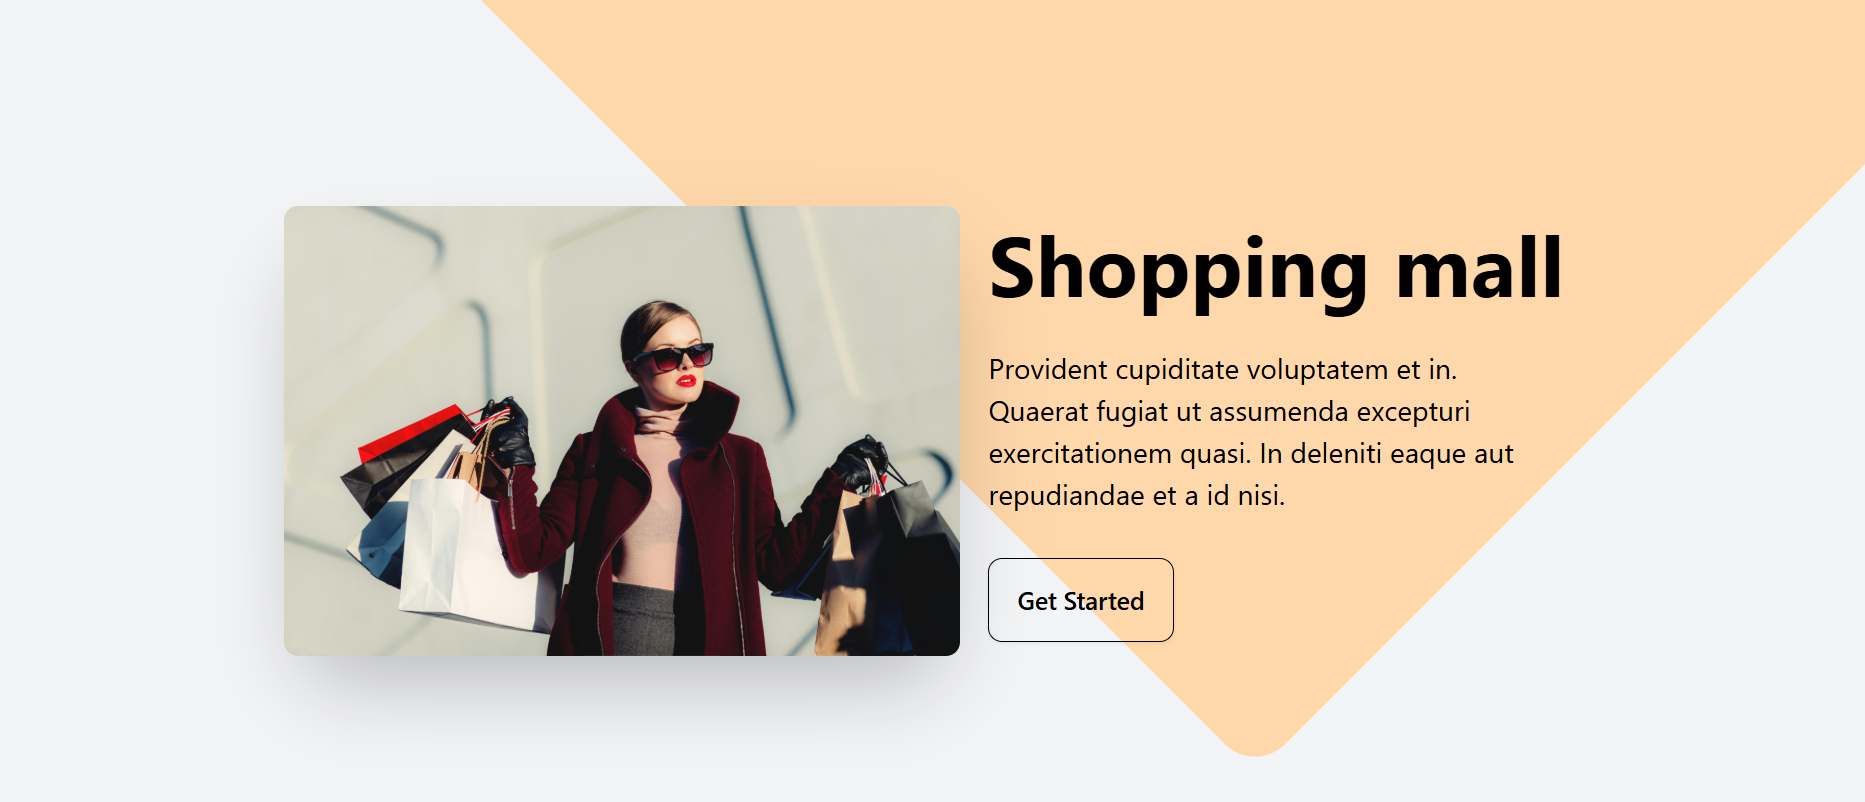 Shopping mall
Provident cupiditate voluptatem et in.
Quaerat fugiat ut assumenda excepturi
exercitationem quasi. In deleniti eaque aut
repudiandae et a id nisi.
Get Started